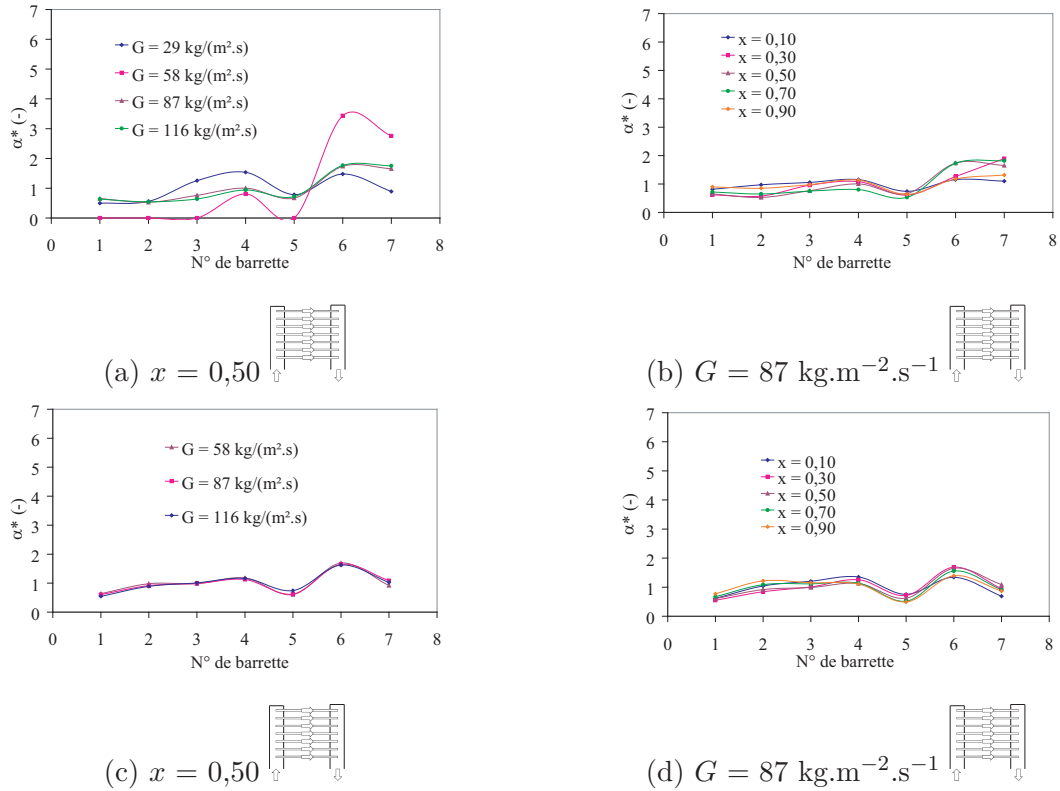 7
6
5
4
3
2
1
0
α* (-)
G = 29 kg/(m².s)
G = 58 kg/(m².s)
G = 87 kg/(m².s)
G = 116 kg/(m².s)
0 1 2 3 4 5 6 7 8
N° de barrette
(a) x = 0,50
7
6
5
4
3
2
1
0
α* (-)
x = 0,10
x = 0,30
x = 0,50
x = 0,70
x = 0,90
0 1 2 3 4 5 6 7 8
N° de barrette
(b) G = 87 kg.m⁻².s⁻¹
7
6
5
4
3
2
1
0
α* (-)
G = 58 kg/(m².s)
G = 87 kg/(m².s)
G = 116 kg/(m².s)
0 1 2 3 4 5 6 7 8
N° de barrette
(c) x = 0,50
7
6
5
4
3
2
1
0
α* (-)
x = 0,10
x = 0,30
x = 0,50
x = 0,70
x = 0,90
0 1 2 3 4 5 6 7 8
N° de barrette
(d) G = 87 kg.m⁻².s⁻¹